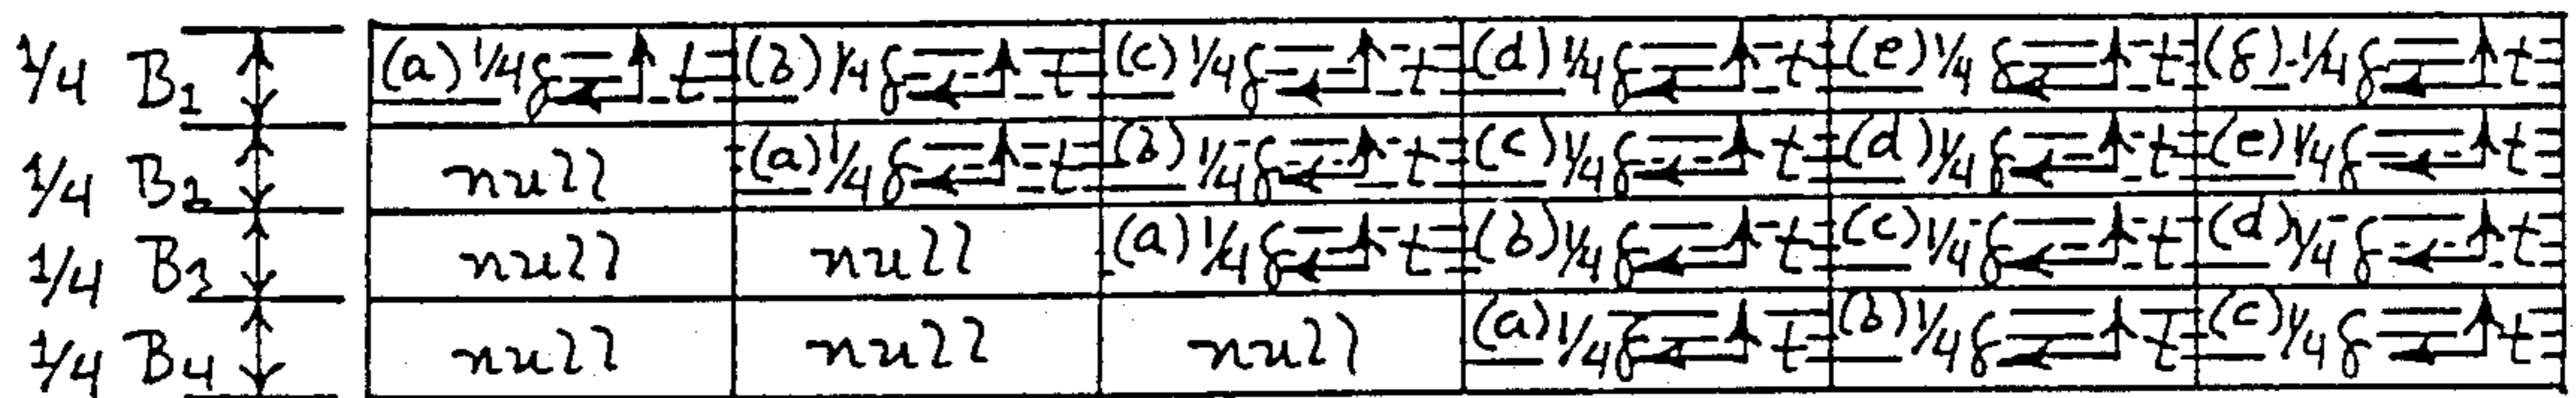 1/4 B₁ (a) 1/4 f t (b) 1/4 f t (c) 1/4 f t (d) 1/4 f t (e) 1/4 f t (f) 1/4 f t
1/4 B₂ null (a) 1/4 f t (b) 1/4 f t (c) 1/4 f t (d) 1/4 f t (e) 1/4 f t
1/4 B₃ null null (a) 1/4 f t (b) 1/4 f t (c) 1/4 f t (d) 1/4 f t
1/4 B₄ null null null (a) 1/4 f t (b) 1/4 f t (c) 1/4 f t